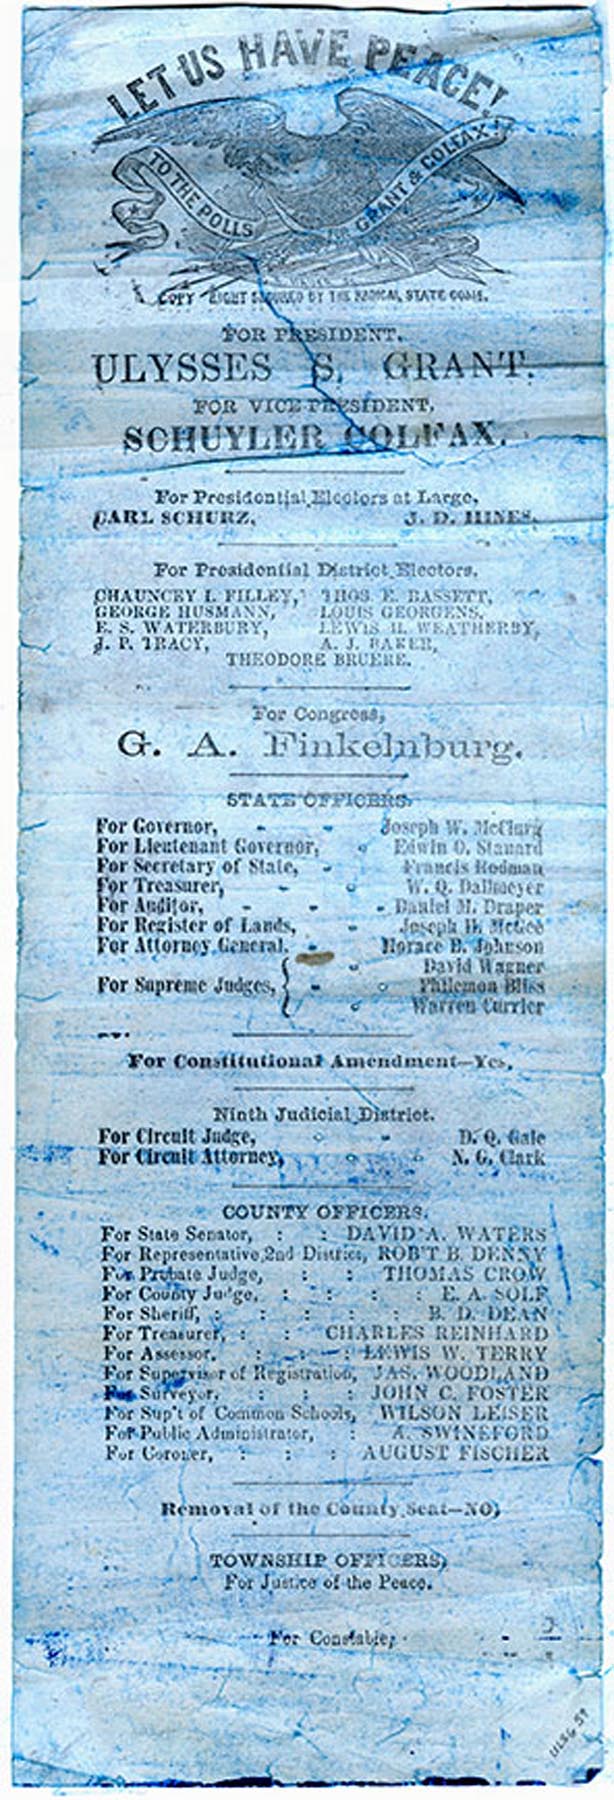 LET US HAVE PEACE!
TO THE POLLS FOR GRANT & COLFAX!
COPY RIGHT SECURED BY THE RADICAL STATE COM.
FOR PRESIDENT,
ULYSSES S. GRANT.
FOR VICE PRESIDENT,
SCHUYLER COLFAX.
For Presidential Electors at Large,
CARL SCHURZ, J. D. HINES.
For Presidential District Electors.
CHAUNCEY I. FILLEY, THOS. E. BASSETT,
GEORGE HUSMANN, LOUIS GEORGENS,
E. S. WATERBURY, LEWIS H. WEATHERBY,
J. P. TRACY, A. J. BAKER,
THEODORE BRUERE.
For Congress,
G. A. Finkelnburg.
STATE OFFICERS.
For Governor, - - Joseph W. McClurg
For Lieutenant Governor, - Edwin O. Stanard
For Secretary of State, - Francis Rodman
For Treasurer, - - W. Q. Dallmeyer
For Auditor, - - - Daniel M. Draper
For Register of Lands, - Joseph H. McGee
For Attorney General. - Horace B. Johnson
- David Wagner
For Supreme Judges, { - - Philemon Bliss
- Warren Currier
For Constitutional Amendment—Yes,
Ninth Judicial District.
For Circuit Judge, - - D. Q. Gale
For Circuit Attorney, - - N. G. Clark
COUNTY OFFICERS.
For State Senator, : : DAVID A. WATERS
For Representative 2nd District, ROB'T B. DENNY
For Probate Judge, : : THOMAS CROW
For County Judge, : : : : E. A. SOLF
For Sheriff, : : : : : B. D. DEAN
For Treasurer, : : CHARLES REINHARD
For Assessor, : : : LEWIS W. TERRY
For Supervisor of Registration, JAS. WOODLAND
For Surveyor, : : : JOHN C. FOSTER
For Sup't of Common Schools, WILSON LEISER
For Public Administrator, : A. SWINEFORD
For Coroner, : : : AUGUST FISCHER
Removal of the County Seat—NO,
TOWNSHIP OFFICERS,
For Justice of the Peace.
For Constable,